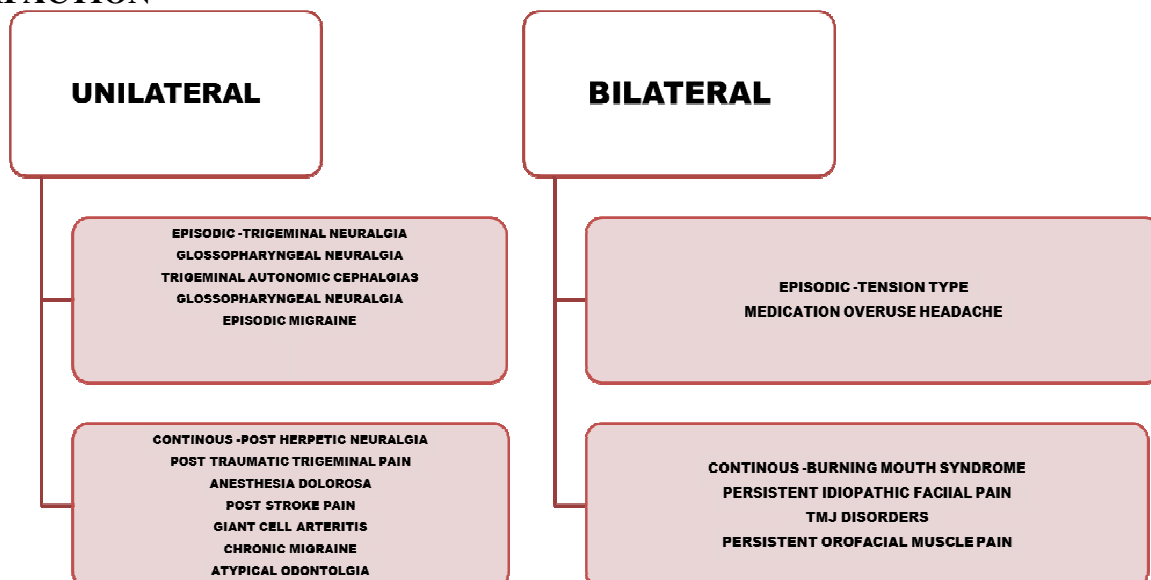 UNILATERAL
EPISODIC -TRIGEMINAL NEURALGIA
GLOSSOPHARYNGEAL NEURALGIA
TRIGEMINAL AUTONOMIC CEPHALGIAS
GLOSSOPHARYNGEAL NEURALGIA
EPISODIC MIGRAINE
CONTINOUS -POST HERPETIC NEURALGIA
POST TRAUMATIC TRIGEMINAL PAIN
ANESTHESIA DOLOROSA
POST STROKE PAIN
GIANT CELL ARTERITIS
CHRONIC MIGRAINE
ATYPICAL ODONTOLGIA
BILATERAL
EPISODIC -TENSION TYPE
MEDICATION OVERUSE HEADACHE
CONTINOUS -BURNING MOUTH SYNDROME
PERSISTENT IDIOPATHIC FACIIAL PAIN
TMJ DISORDERS
PERSISTENT OROFACIAL MUSCLE PAIN